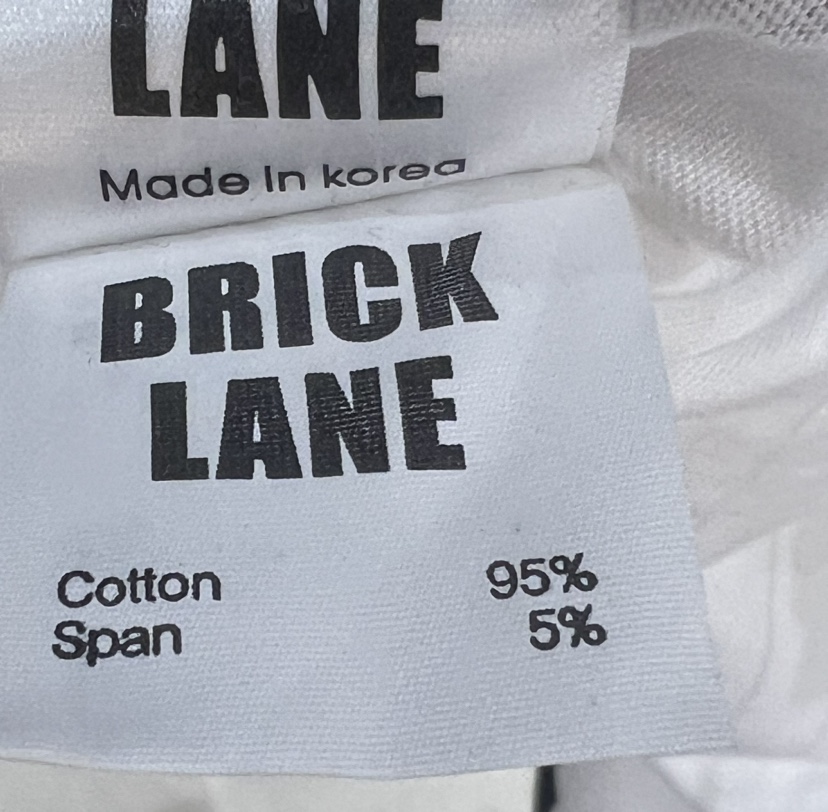 LANE
Made In korea
BRICK
LANE
Cotton 95%
Span 5%